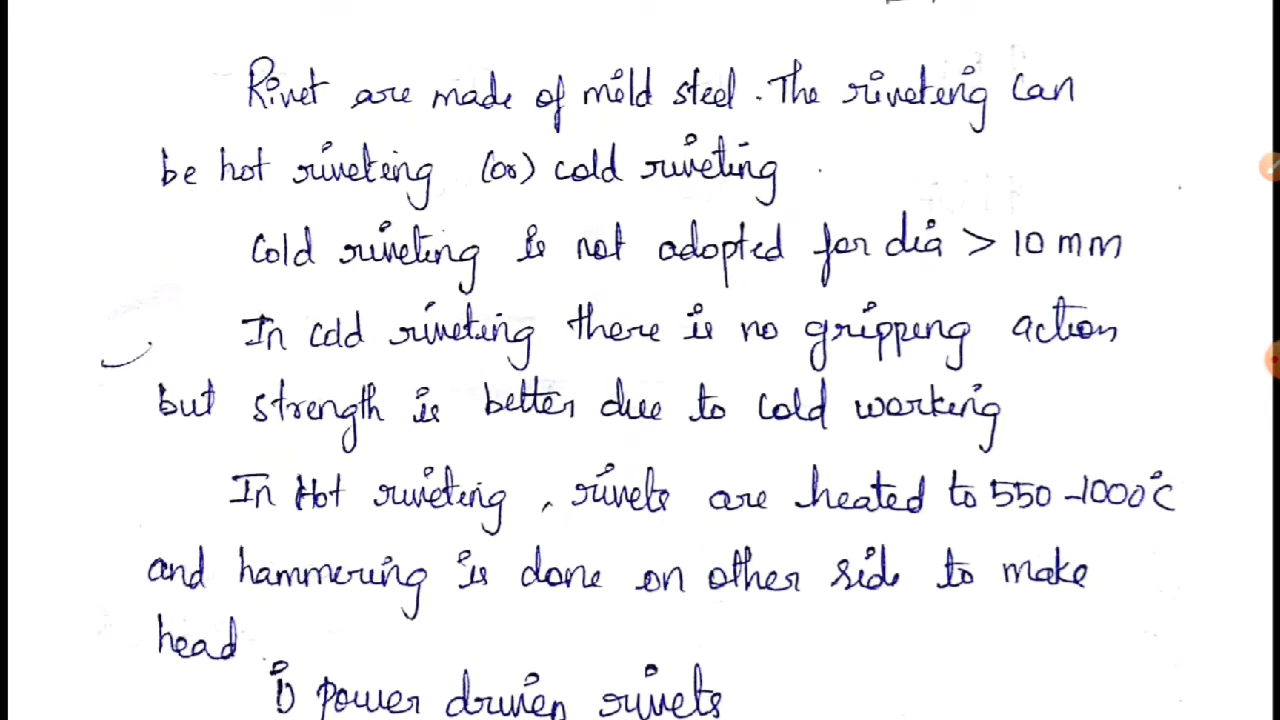 Rivet are made of mild steel. The riveting can
be hot riveting (or) cold riveting
Cold riveting is not adopted for dia > 10 mm
In cold riveting there is no gripping action
but strength is better due to cold working
In Hot riveting, rivets are heated to 550-1000°C
and hammering is done on other side to make
head
i) power driven rivets